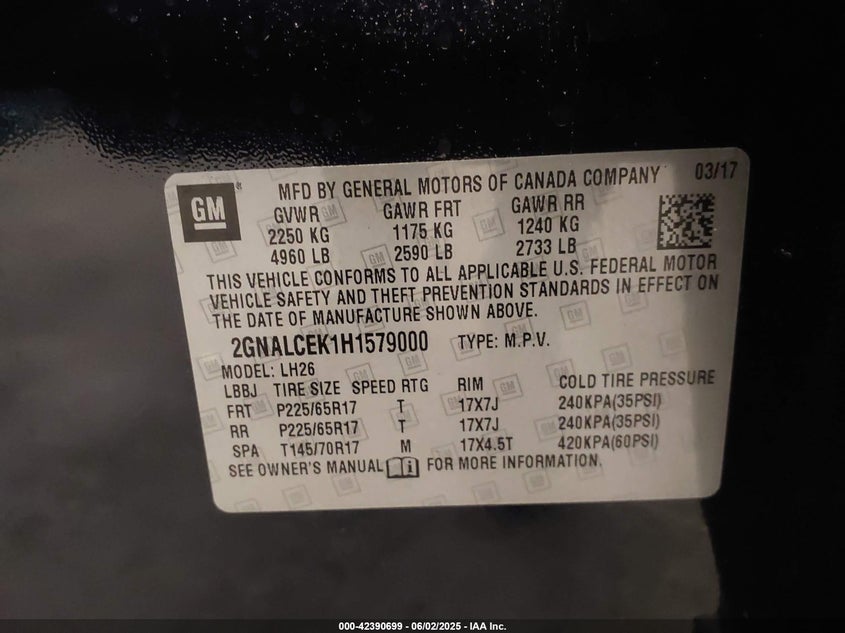 GM
MFD BY GENERAL MOTORS OF CANADA COMPANY 03/17
GVWR GAWR FRT GAWR RR
2250 KG 1175 KG 1240 KG
4960 LB 2590 LB 2733 LB
THIS VEHICLE CONFORMS TO ALL APPLICABLE U.S. FEDERAL MOTOR
VEHICLE SAFETY AND THEFT PREVENTION STANDARDS IN EFFECT ON
THE DATE OF MANUFACTURE SHOWN ABOVE.
2GNALCEK1H1579000 TYPE: M.P.V.
MODEL: LH26
LBBJ TIRE SIZE SPEED RTG RIM COLD TIRE PRESSURE
FRT P225/65R17 T 17X7J 240KPA(35PSI)
RR P225/65R17 T 17X7J 240KPA(35PSI)
SPA T145/70R17 M 17X4.5T 420KPA(60PSI)
SEE OWNER'S MANUAL i FOR MORE INFORMATION.
000-42390699 - 06/02/2025 - IAA Inc.